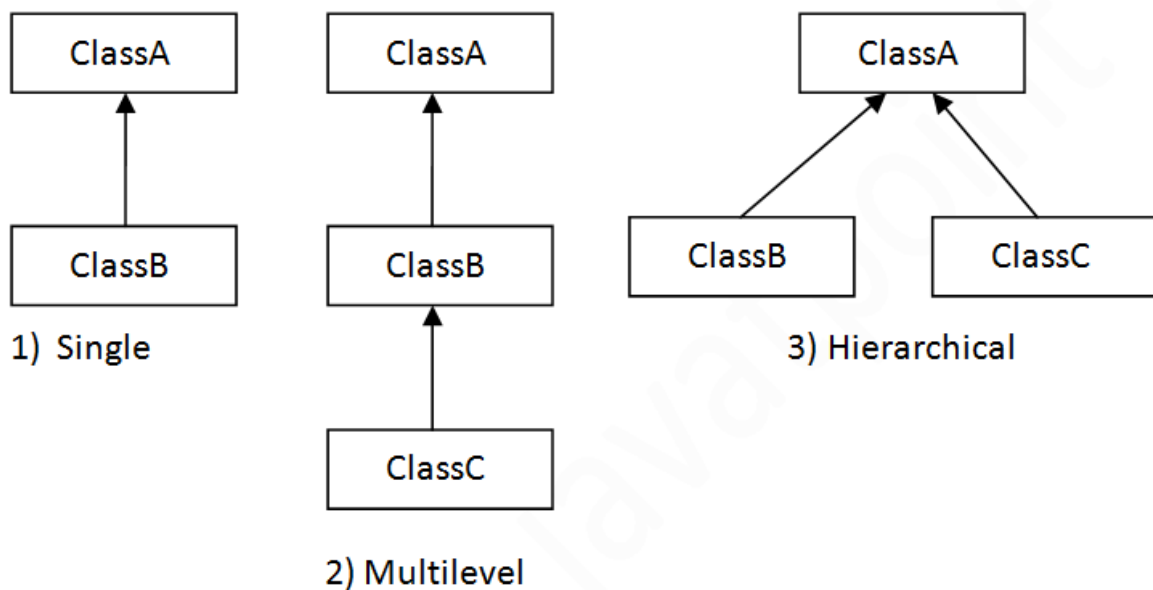 ClassA
ClassB
1) Single
ClassA
ClassB
ClassC
2) Multilevel
ClassA
ClassB
ClassC
3) Hierarchical